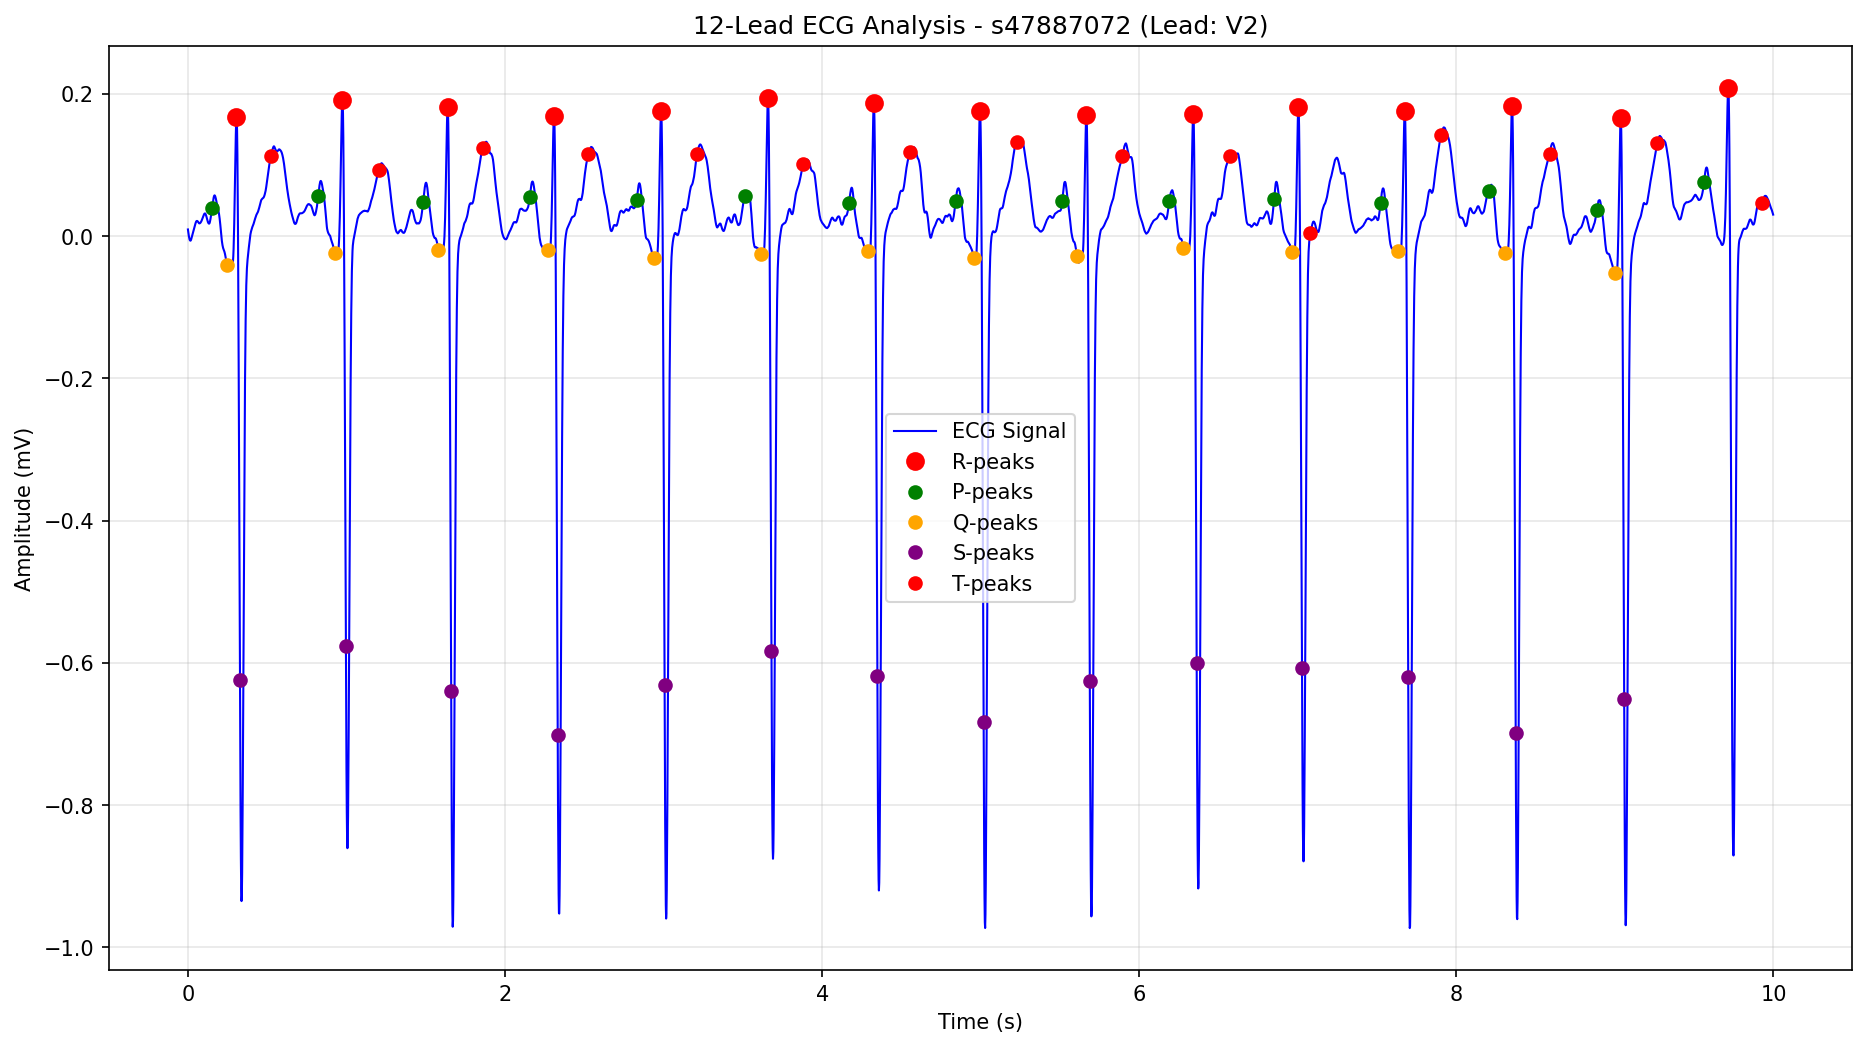 12-Lead ECG Analysis - s47887072 (Lead: V2)
Amplitude (mV)
0.2
0.0
−0.2
−0.4
−0.6
−0.8
−1.0
ECG Signal
R-peaks
P-peaks
Q-peaks
S-peaks
T-peaks
0 2 4 6 8 10
Time (s)